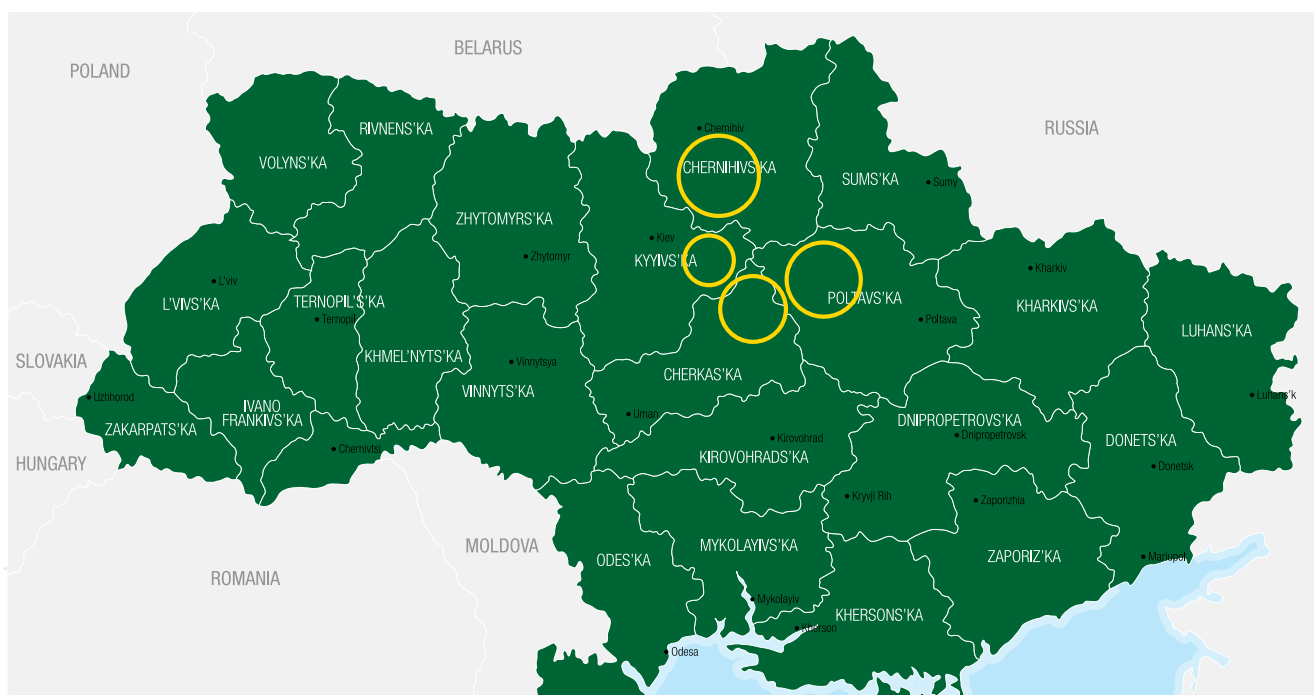 BELARUS
POLAND
RIVNENS'KA
Chernihiv
RUSSIA
VOLYNS'KA
CHERNIHIVS'KA
SUMS'KA
Sumy
ZHYTOMYRS'KA
Kiev
Zhytomyr
KYYIVS'KA
Kharkiv
L'viv
L'VIVS'KA
TERNOPIL'S'KA
POLTAVS'KA
KHARKIVS'KA
Ternopil
Poltava
LUHANS'KA
SLOVAKIA
KHMEL'NYTS'KA
Vinnytsya
CHERKAS'KA
VINNYTS'KA
Uzhhorod
Luhans'k
IVANO
FRANKIVS'KA
Uman
DNIPROPETROVS'KA
ZAKARPATS'KA
Kirovohrad
Dnipropetrovsk
DONETS'KA
Chernivtsi
KIROVOHRADS'KA
HUNGARY
Donetsk
Kryvji Rih
Zaporizhia
MOLDOVA
MYKOLAYIVS'KA
ODES'KA
ZAPORIZ'KA
Mariupol
ROMANIA
Mykolayiv
KHERSONS'KA
Kherson
Odesa